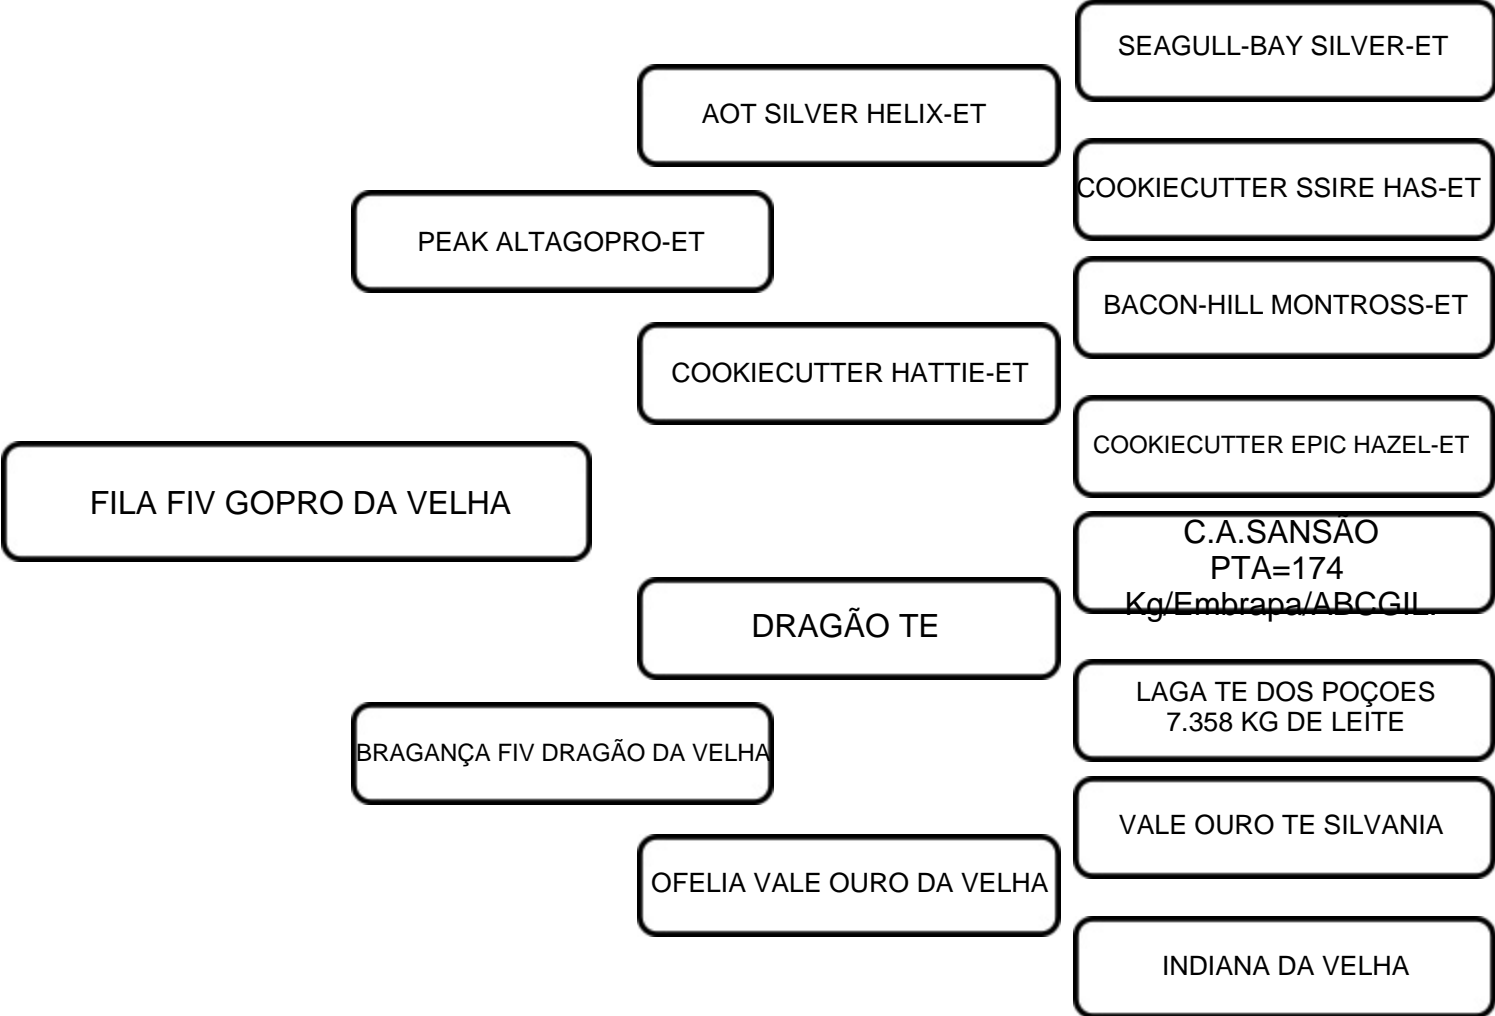 SEAGULL-BAY SILVER-ET
AOT SILVER HELIX-ET
COOKIECUTTER SSIRE HAS-ET
PEAK ALTAGOPRO-ET
BACON-HILL MONTROSS-ET
COOKIECUTTER HATTIE-ET
COOKIECUTTER EPIC HAZEL-ET
FILA FIV GOPRO DA VELHA
C.A.SANSÃO
PTA=174
Kg/Embrapa/ABCGIL.
DRAGÃO TE
LAGA TE DOS POÇOES
7.358 KG DE LEITE
BRAGANÇA FIV DRAGÃO DA VELHA
VALE OURO TE SILVANIA
OFELIA VALE OURO DA VELHA
INDIANA DA VELHA